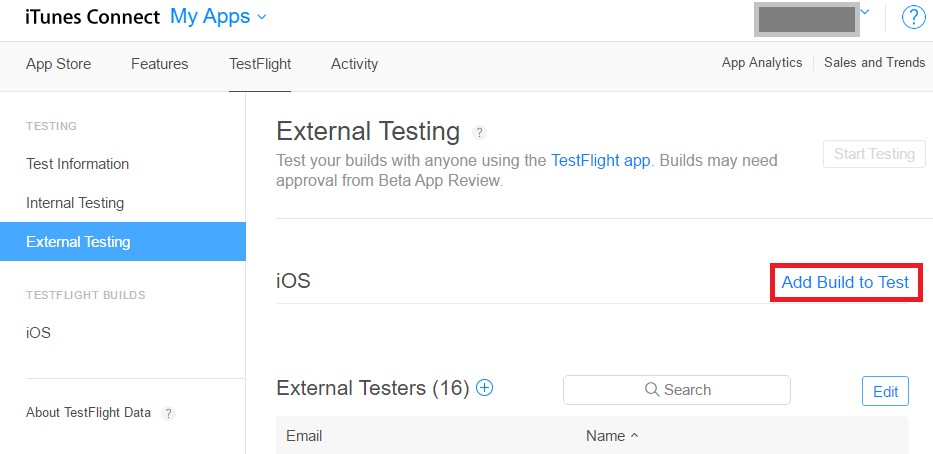 iTunes Connect My Apps ?
App Store Features TestFlight Activity App Analytics Sales and Trends
TESTING
Test Information
Internal Testing
External Testing
TESTFLIGHT BUILDS
iOS
About TestFlight Data ?
External Testing ?
Test your builds with anyone using the TestFlight app. Builds may need
approval from Beta App Review.
Start Testing
iOS Add Build to Test
External Testers (16) + Search Edit
Email Name